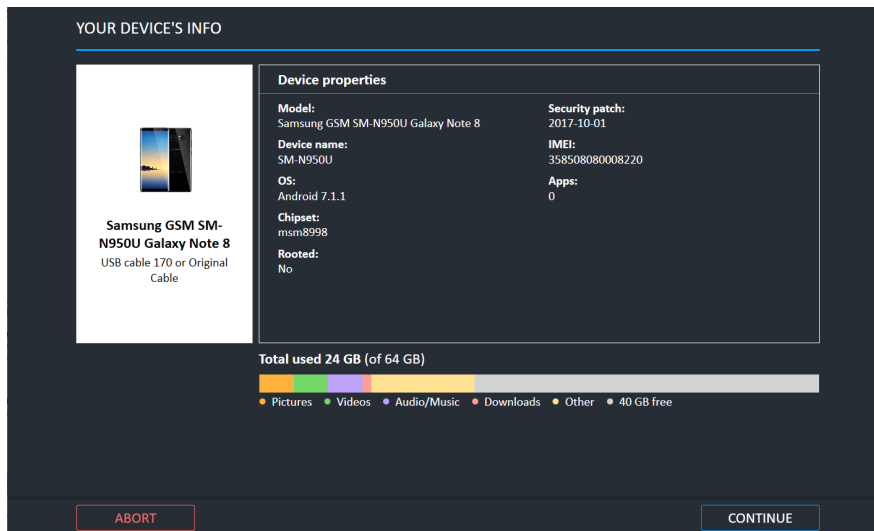 YOUR DEVICE'S INFO
Samsung GSM SM-
N950U Galaxy Note 8
USB cable 170 or Original
Cable
Device properties
Model:
Samsung GSM SM-N950U Galaxy Note 8
Device name:
SM-N950U
OS:
Android 7.1.1
Chipset:
msm8998
Rooted:
No
Security patch:
2017-10-01
IMEI:
358508080008220
Apps:
0
Total used 24 GB (of 64 GB)
Pictures Videos Audio/Music Downloads Other 40 GB free
ABORT
CONTINUE